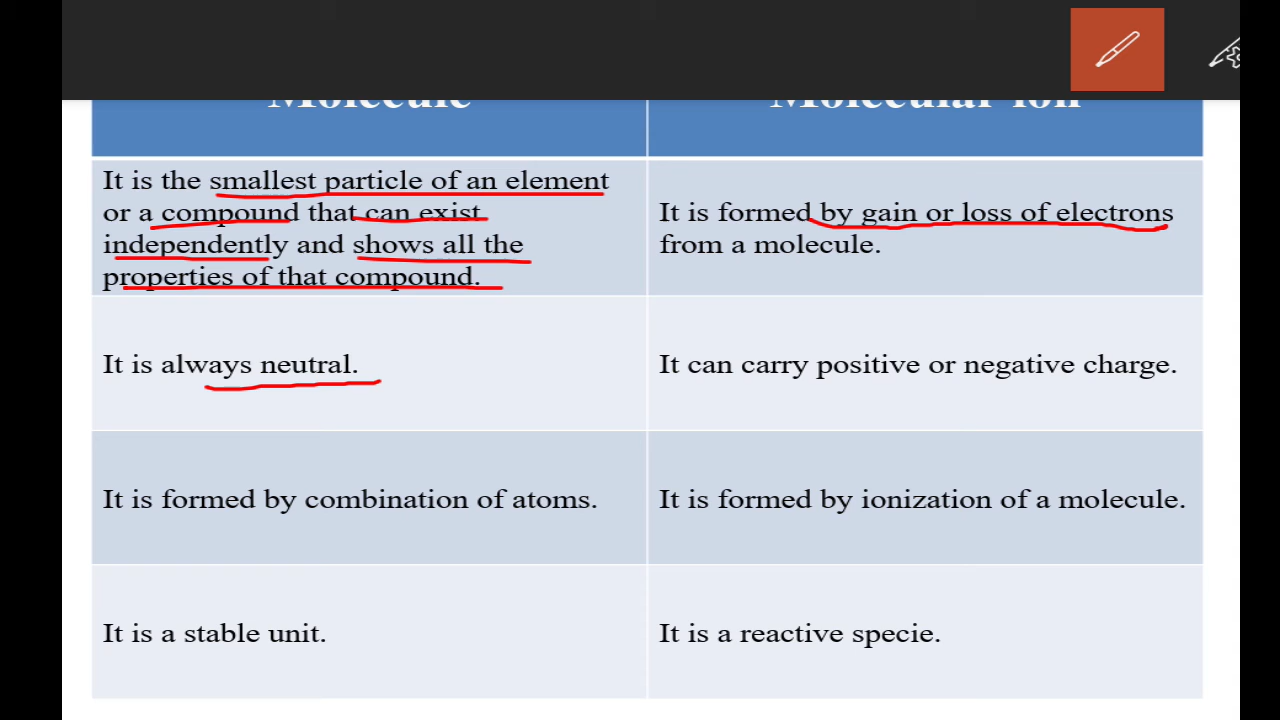 Molecule
Molecular ion
It is the smallest particle of an element
or a compound that can exist
independently and shows all the
properties of that compound.
It is formed by gain or loss of electrons
from a molecule.
It is always neutral.
It can carry positive or negative charge.
It is formed by combination of atoms.
It is formed by ionization of a molecule.
It is a stable unit.
It is a reactive specie.